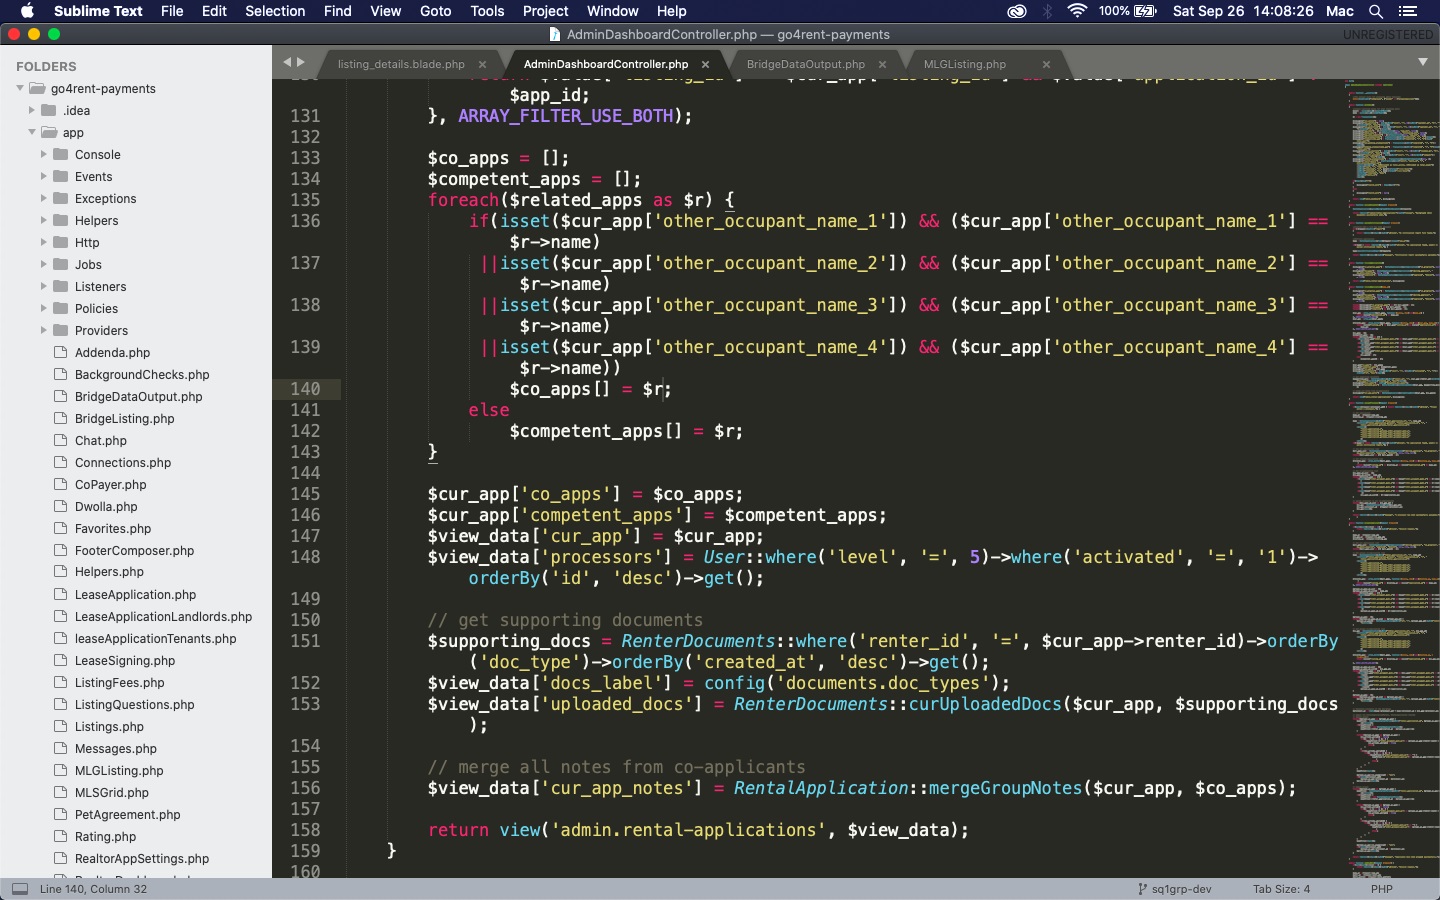 Sublime Text File Edit Selection Find View Goto Tools Project Window Help 100% Sat Sep 26 14:08:26 Mac
AdminDashboardController.php — go4rent-payments UNREGISTERED
FOLDERS
go4rent-payments
.idea
app
Console
Events
Exceptions
Helpers
Http
Jobs
Listeners
Policies
Providers
Addenda.php
BackgroundChecks.php
BridgeDataOutput.php
BridgeListing.php
Chat.php
Connections.php
CoPayer.php
Dwolla.php
Favorites.php
FooterComposer.php
Helpers.php
LeaseApplication.php
LeaseApplicationLandlords.php
leaseApplicationTenants.php
LeaseSigning.php
ListingFees.php
ListingQuestions.php
Listings.php
Messages.php
MLGListing.php
MLSGrid.php
PetAgreement.php
Rating.php
RealtorAppSettings.php
listing_details.blade.php AdminDashboardController.php BridgeDataOutput.php MLGListing.php
$app_id;
131 }, ARRAY_FILTER_USE_BOTH);
132
133 $co_apps = [];
134 $competent_apps = [];
135 foreach($related_apps as $r) {
136 if(isset($cur_app['other_occupant_name_1']) && ($cur_app['other_occupant_name_1'] ==
$r->name)
137 ||isset($cur_app['other_occupant_name_2']) && ($cur_app['other_occupant_name_2'] ==
$r->name)
138 ||isset($cur_app['other_occupant_name_3']) && ($cur_app['other_occupant_name_3'] ==
$r->name)
139 ||isset($cur_app['other_occupant_name_4']) && ($cur_app['other_occupant_name_4'] ==
$r->name))
140 $co_apps[] = $r;
141 else
142 $competent_apps[] = $r;
143 }
144
145 $cur_app['co_apps'] = $co_apps;
146 $cur_app['competent_apps'] = $competent_apps;
147 $view_data['cur_app'] = $cur_app;
148 $view_data['processors'] = User::where('level', '=', 5)->where('activated', '=', '1')->
orderBy('id', 'desc')->get();
149
150 // get supporting documents
151 $supporting_docs = RenterDocuments::where('renter_id', '=', $cur_app->renter_id)->orderBy
('doc_type')->orderBy('created_at', 'desc')->get();
152 $view_data['docs_label'] = config('documents.doc_types');
153 $view_data['uploaded_docs'] = RenterDocuments::curUploadedDocs($cur_app, $supporting_docs
);
154
155 // merge all notes from co-applicants
156 $view_data['cur_app_notes'] = RentalApplication::mergeGroupNotes($cur_app, $co_apps);
157
158 return view('admin.rental-applications', $view_data);
159 }
160
Line 140, Column 32 sq1grp-dev Tab Size: 4 PHP